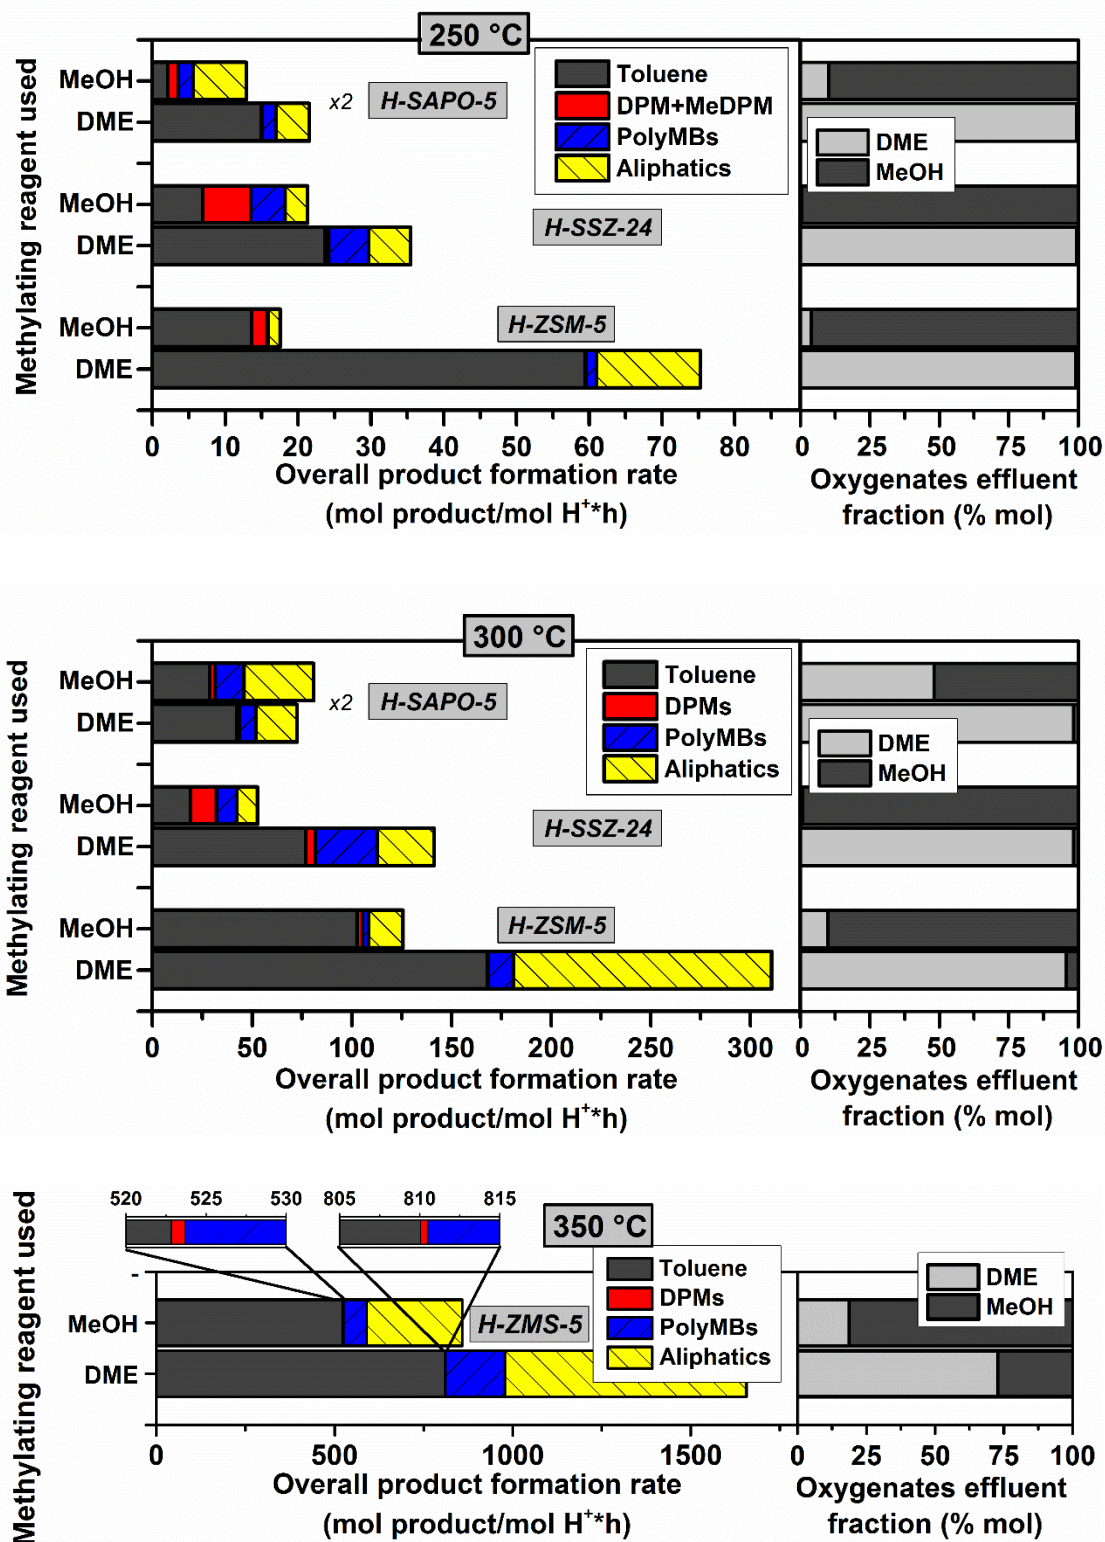 250 °C
Methylating reagent used
MeOH
DME
MeOH
DME
MeOH
DME
x2 H-SAPO-5
H-SSZ-24
H-ZSM-5
Toluene
DPM+MeDPM
PolyMBs
Aliphatics
DME
MeOH
0 10 20 30 40 50 60 70 80
0 25 50 75 100
Overall product formation rate
(mol product/mol H⁺*h)
Oxygenates effluent
fraction (% mol)
300 °C
Methylating reagent used
MeOH
DME
MeOH
DME
MeOH
DME
x2 H-SAPO-5
H-SSZ-24
H-ZSM-5
Toluene
DPMs
PolyMBs
Aliphatics
DME
MeOH
0 50 100 150 200 250 300
0 25 50 75 100
Overall product formation rate
(mol product/mol H⁺*h)
Oxygenates effluent
fraction (% mol)
520 525 530 805 810 815
350 °C
Methylating reagent used
-
MeOH
DME
H-ZMS-5
Toluene
DPMs
PolyMBs
Aliphatics
DME
MeOH
0 500 1000 1500
0 25 50 75 100
Overall product formation rate
(mol product/mol H⁺*h)
Oxygenates effluent
fraction (% mol)